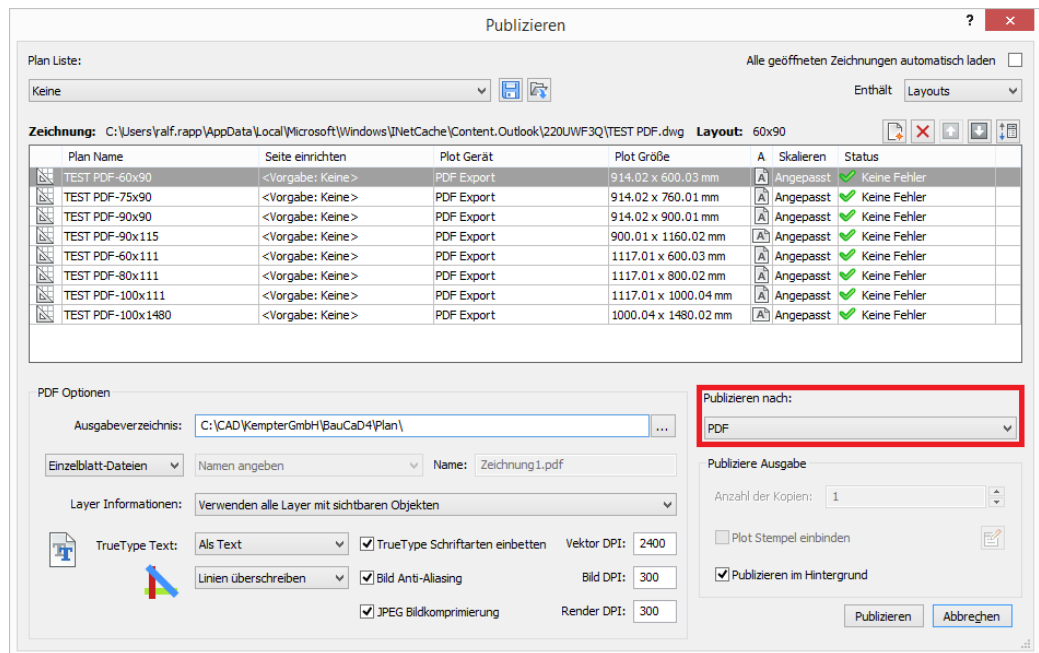 Publizieren
?
Plan Liste:
Alle geöffneten Zeichnungen automatisch laden
Keine
Enthält Layouts
Zeichnung: C:\Users\ralf.rapp\AppData\Local\Microsoft\Windows\INetCache\Content.Outlook\220UWF3Q\TEST PDF.dwg Layout: 60x90
Plan Name Seite einrichten Plot Gerät Plot Größe A Skalieren Status
TEST PDF-60x90 <Vorgabe: Keine> PDF Export 914.02 x 600.03 mm A Angepasst Keine Fehler
TEST PDF-75x90 <Vorgabe: Keine> PDF Export 914.02 x 760.01 mm A Angepasst Keine Fehler
TEST PDF-90x90 <Vorgabe: Keine> PDF Export 914.02 x 900.01 mm A Angepasst Keine Fehler
TEST PDF-90x115 <Vorgabe: Keine> PDF Export 900.01 x 1160.02 mm A Angepasst Keine Fehler
TEST PDF-60x111 <Vorgabe: Keine> PDF Export 1117.01 x 600.03 mm A Angepasst Keine Fehler
TEST PDF-80x111 <Vorgabe: Keine> PDF Export 1117.01 x 800.02 mm A Angepasst Keine Fehler
TEST PDF-100x111 <Vorgabe: Keine> PDF Export 1117.01 x 1000.04 mm A Angepasst Keine Fehler
TEST PDF-100x1480 <Vorgabe: Keine> PDF Export 1000.04 x 1480.02 mm A Angepasst Keine Fehler
PDF Optionen
Ausgabeverzeichnis: C:\CAD\KempterGmbH\BauCaD4\Plan\ ...
Einzelblatt-Dateien Namen angeben Name: Zeichnung1.pdf
Layer Informationen: Verwenden alle Layer mit sichtbaren Objekten
TrueType Text: Als Text TrueType Schriftarten einbetten Vektor DPI: 2400
Linien überschreiben Bild Anti-Aliasing Bild DPI: 300
JPEG Bildkomprimierung Render DPI: 300
Publizieren nach:
PDF
Publiziere Ausgabe
Anzahl der Kopien: 1
Plot Stempel einbinden
Publizieren im Hintergrund
Publizieren Abbrechen